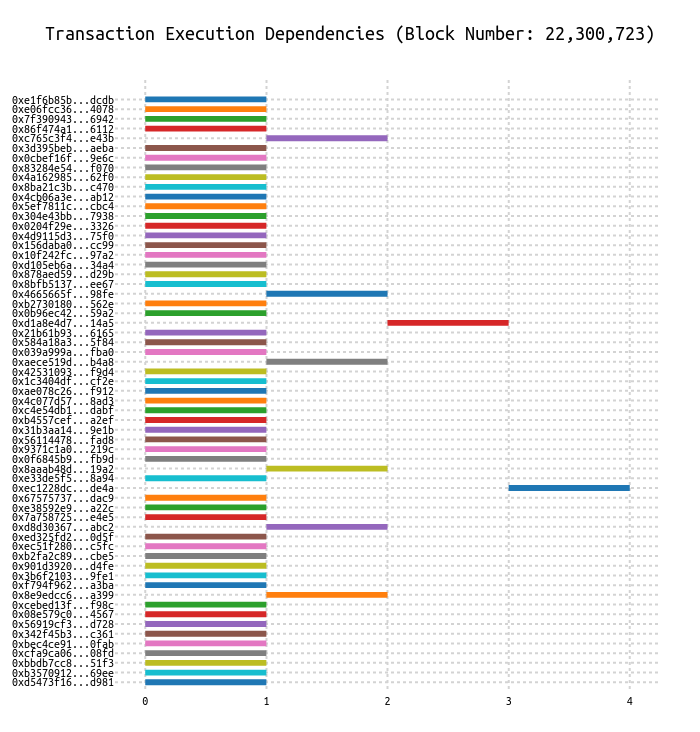 Transaction Execution Dependencies (Block Number: 22,300,723)
0xe1f6b85b...dcdb
0xe06fcc36...4078
0x7f390943...6942
0x86f474a1...6112
0xc765c3f4...e43b
0x3d395beb...aeba
0x0cbef16f...9e6c
0x83284e54...f070
0x4a162985...62f0
0x8ba21c3b...c470
0x4cb06a3e...ab12
0x5ef7811c...cbc4
0x304e43bb...7938
0x0204f29e...3326
0x4d9115d3...75f0
0x156daba0...cc99
0x10f242fc...97a2
0xd105eb6a...34a4
0x878aed59...d29b
0x8bfb5137...ee67
0x4665665f...98fe
0xb2730180...562e
0x0b96ec42...59a2
0xd1a8e4d7...14a5
0x21b61b93...6165
0x584a18a3...5f84
0x039a999a...fba0
0xaece519d...b4a8
0x42531093...f9d4
0x1c3404df...cf2e
0xae078c26...f912
0x4c077d57...8ad3
0xc4e54db1...dabf
0xb4557cef...a2ef
0x31b3aa14...9e1b
0x56114478...fad8
0x9371c1a0...219c
0x0f6845b9...fb9d
0x8aaab48d...19a2
0xe33de5f5...8a94
0xec1228dc...de4a
0x67575737...dac9
0xe38592e9...a22c
0x7a758725...e4e5
0xd8d30367...abc2
0xed325fd2...0d5f
0xec51f280...c5fc
0xb2fa2c89...cbe5
0x901d3920...d4fe
0x3b6f2103...9fe1
0xf794f962...a3ba
0x8e9edcc6...a399
0xcebed13f...f98c
0x08e579c0...4567
0x56919cf3...d728
0x342f45b3...c361
0xbec4ce91...0fab
0xcfa9ca06...08fd
0xbbdb7cc8...51f3
0xb3570912...69ee
0xd5473f16...d981
0 1 2 3 4